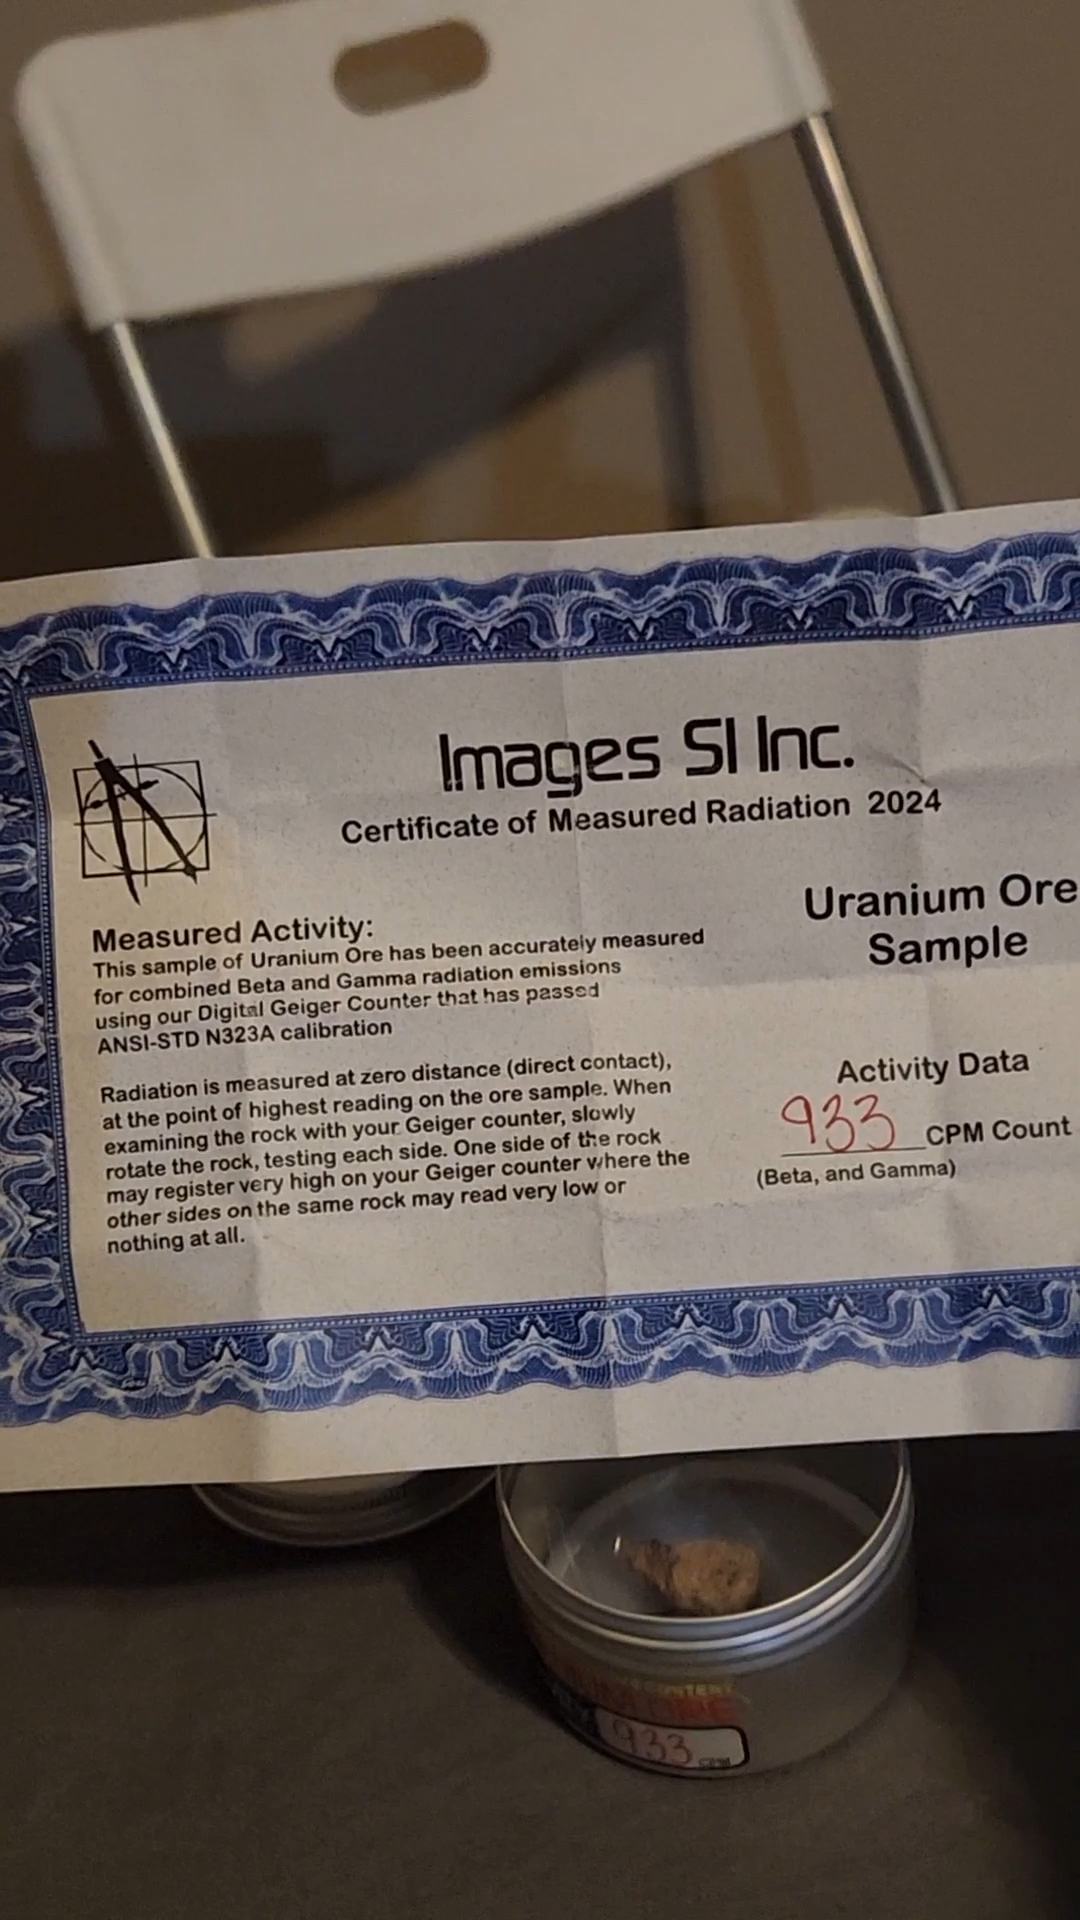 Images SI Inc.
Certificate of Measured Radiation 2024
Uranium Ore
Sample
Measured Activity:
This sample of Uranium Ore has been accurately measured
for combined Beta and Gamma radiation emissions
using our Digital Geiger Counter that has passed
ANSI-STD N323A calibration
Radiation is measured at zero distance (direct contact),
at the point of highest reading on the ore sample. When
examining the rock with your Geiger counter, slowly
rotate the rock, testing each side. One side of the rock
may register very high on your Geiger counter where the
other sides on the same rock may read very low or
nothing at all.
Activity Data
933 CPM Count
(Beta, and Gamma)
933 CPM